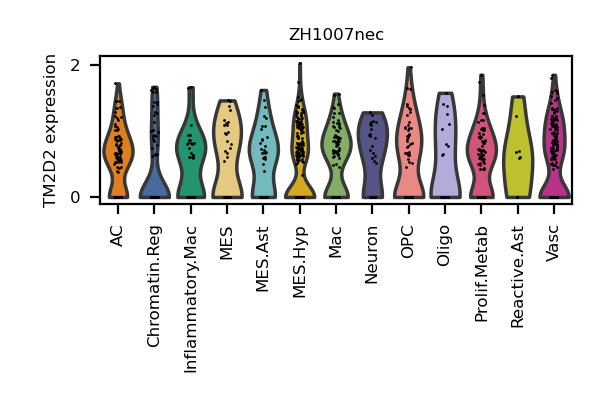 ZH1007nec
TM2D2 expression
2
0
AC
Chromatin.Reg
Inflammatory.Mac
MES
MES.Ast
MES.Hyp
Mac
Neuron
OPC
Oligo
Prolif.Metab
Reactive.Ast
Vasc